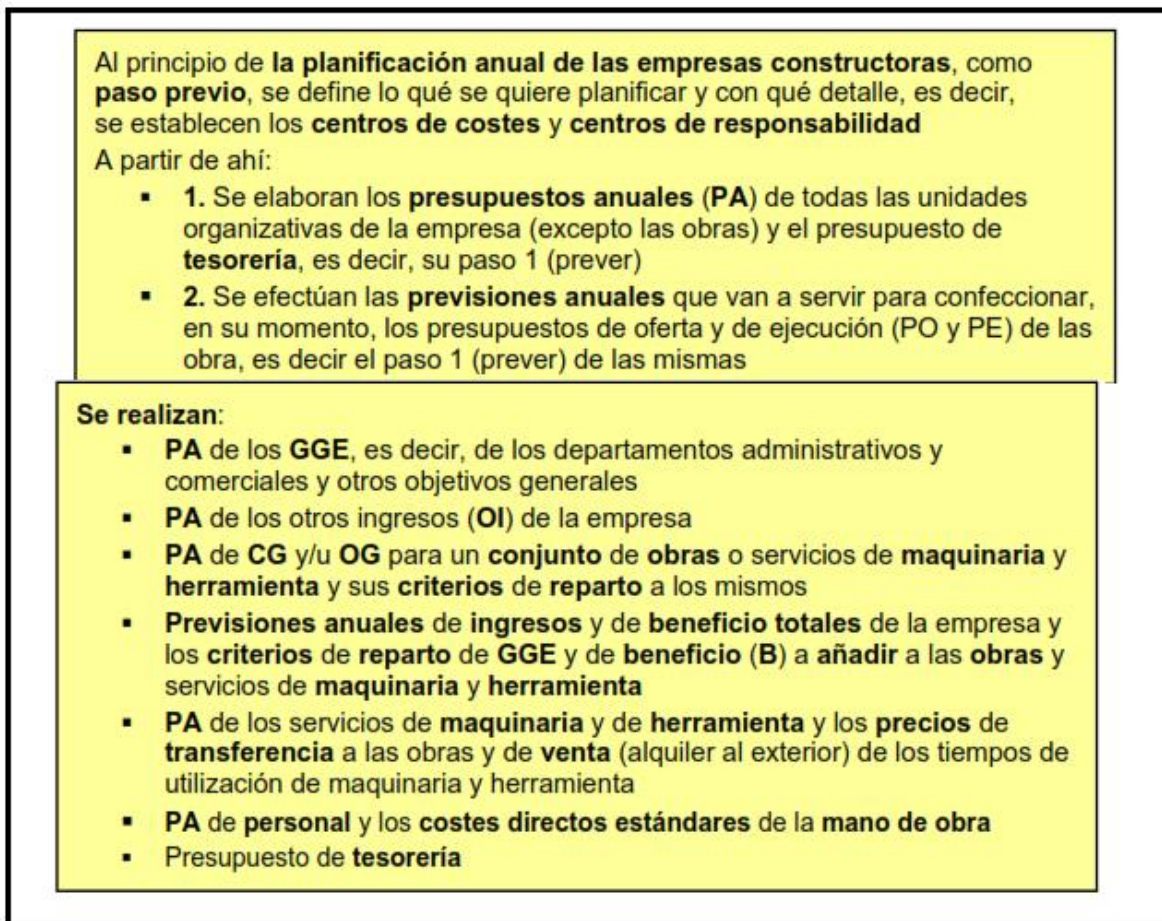 Al principio de la planificación anual de las empresas constructoras, como
paso previo, se define lo qué se quiere planificar y con qué detalle, es decir,
se establecen los centros de costes y centros de responsabilidad
A partir de ahí:
▪ 1. Se elaboran los presupuestos anuales (PA) de todas las unidades
organizativas de la empresa (excepto las obras) y el presupuesto de
tesorería, es decir, su paso 1 (prever)
▪ 2. Se efectúan las previsiones anuales que van a servir para confeccionar,
en su momento, los presupuestos de oferta y de ejecución (PO y PE) de las
obra, es decir el paso 1 (prever) de las mismas
Se realizan:
▪ PA de los GGE, es decir, de los departamentos administrativos y
comerciales y otros objetivos generales
▪ PA de los otros ingresos (OI) de la empresa
▪ PA de CG y/u OG para un conjunto de obras o servicios de maquinaria y
herramienta y sus criterios de reparto a los mismos
▪ Previsiones anuales de ingresos y de beneficio totales de la empresa y
los criterios de reparto de GGE y de beneficio (B) a añadir a las obras y
servicios de maquinaria y herramienta
▪ PA de los servicios de maquinaria y de herramienta y los precios de
transferencia a las obras y de venta (alquiler al exterior) de los tiempos de
utilización de maquinaria y herramienta
▪ PA de personal y los costes directos estándares de la mano de obra
▪ Presupuesto de tesorería